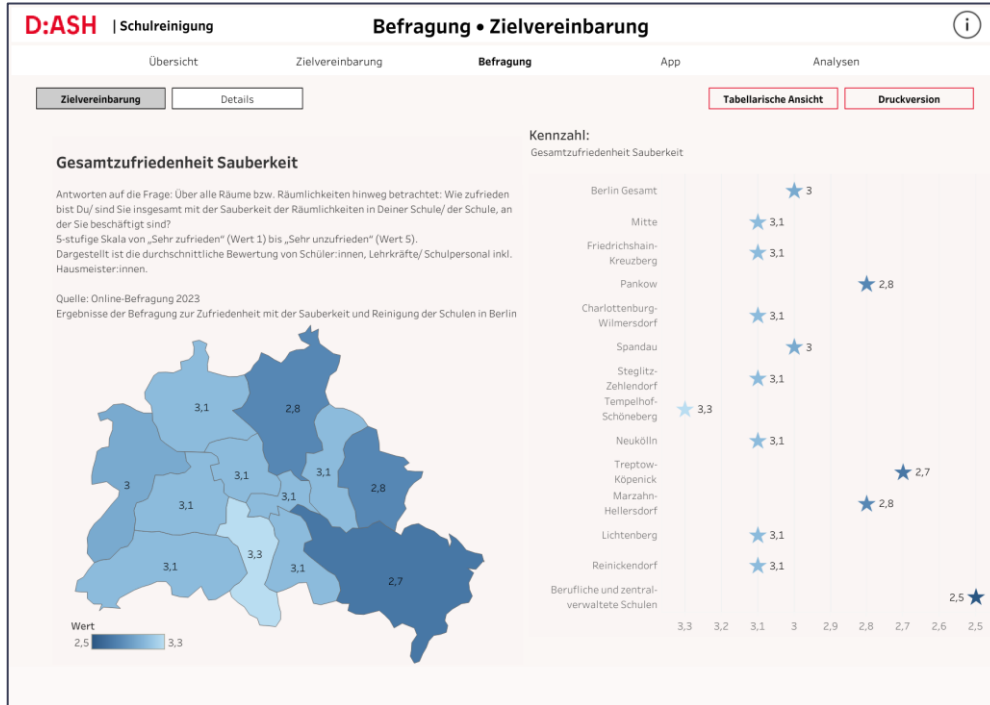 D:ASH | Schulreinigung
Befragung • Zielvereinbarung
i
Übersicht
Zielvereinbarung
Befragung
App
Analysen
Zielvereinbarung
Details
Tabellarische Ansicht
Druckversion
Gesamtzufriedenheit Sauberkeit
Antworten auf die Frage: Über alle Räume bzw. Räumlichkeiten hinweg betrachtet: Wie zufrieden
bist Du/ sind Sie insgesamt mit der Sauberkeit der Räumlichkeiten in Deiner Schule/ der Schule, an
der Sie beschäftigt sind?
5-stufige Skala von „Sehr zufrieden" (Wert 1) bis „Sehr unzufrieden" (Wert 5).
Dargestellt ist die durchschnittliche Bewertung von Schüler:innen, Lehrkräfte/ Schulpersonal inkl.
Hausmeister:innen.
Quelle: Online-Befragung 2023
Ergebnisse der Befragung zur Zufriedenheit mit der Sauberkeit und Reinigung der Schulen in Berlin
3,1
2,8
3,1
3,1
2,8
3
3,1
3,1
3,3
3,1
3,1
2,7
Wert
2,5
3,3
Kennzahl:
Gesamtzufriedenheit Sauberkeit
Berlin Gesamt
3
Mitte
3,1
Friedrichshain-
Kreuzberg
3,1
Pankow
2,8
Charlottenburg-
Wilmersdorf
3,1
Spandau
3
Steglitz-
Zehlendorf
3,1
Tempelhof-
Schöneberg
3,3
Neukölln
3,1
Treptow-
Köpenick
2,7
Marzahn-
Hellersdorf
2,8
Lichtenberg
3,1
Reinickendorf
3,1
Berufliche und zentral-
verwaltete Schulen
2,5
3,3 3,2 3,1 3 2,9 2,8 2,7 2,6 2,5